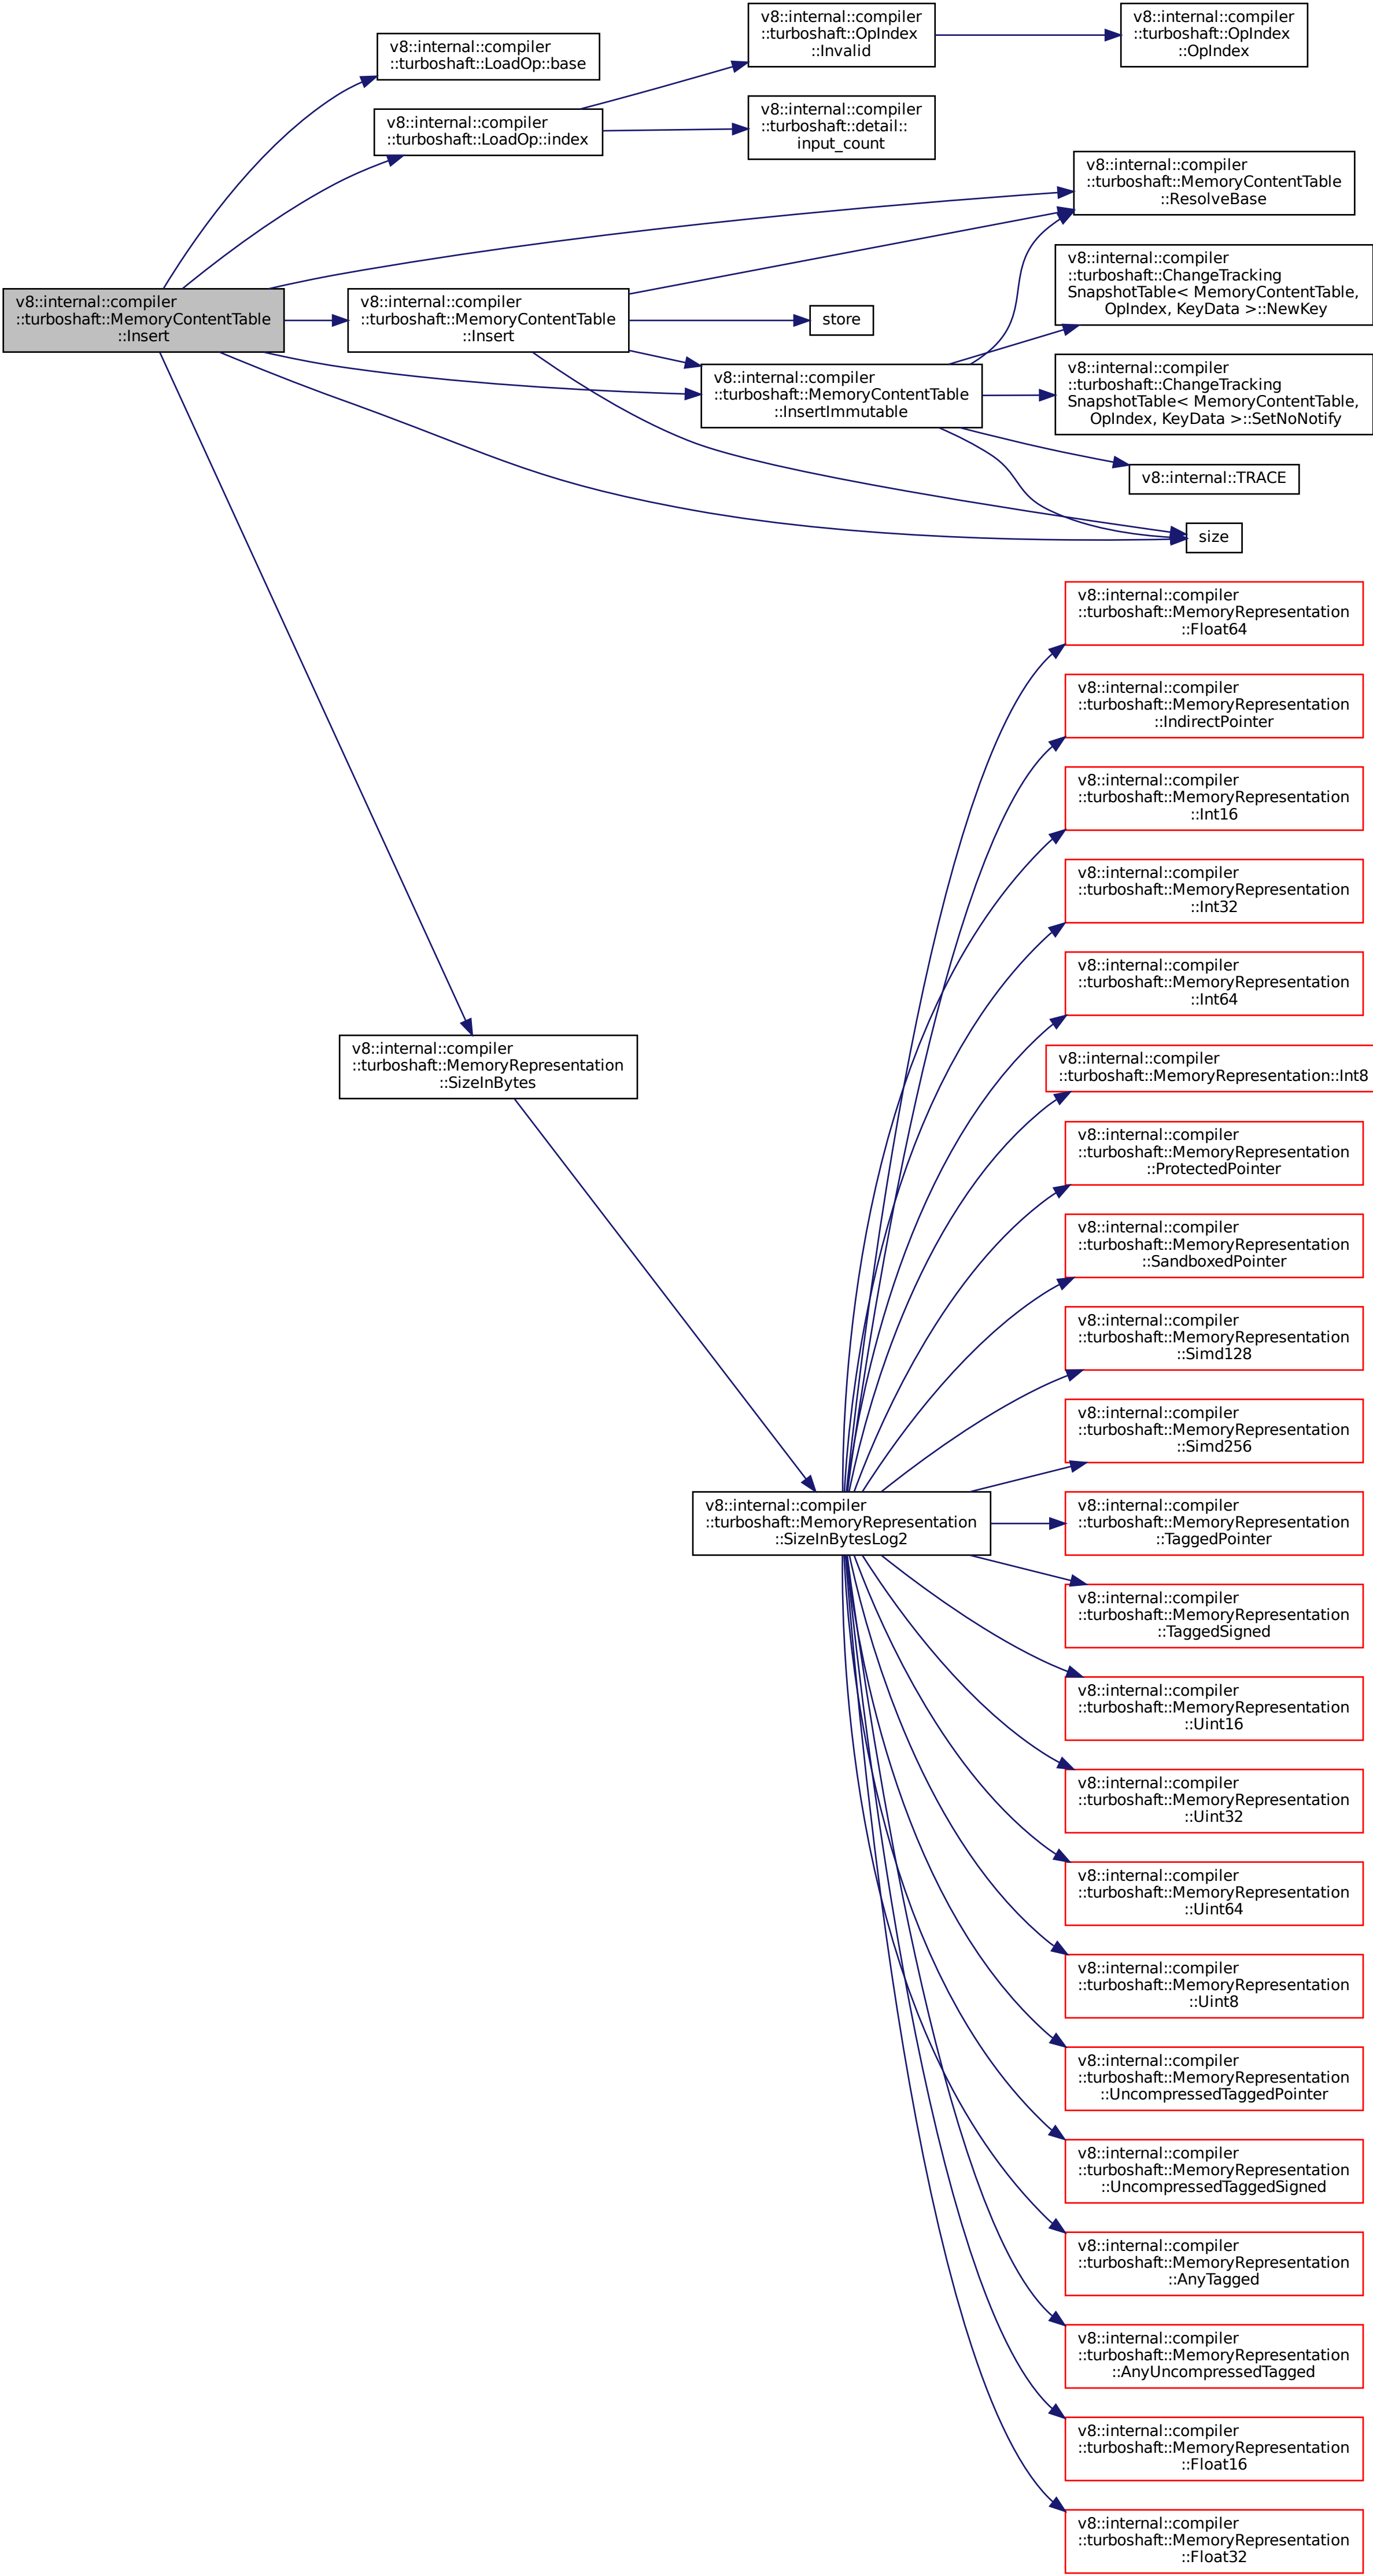 v8::internal::compiler
::turboshaft::MemoryContentTable
::Insert
v8::internal::compiler
::turboshaft::LoadOp::base
v8::internal::compiler
::turboshaft::LoadOp::index
v8::internal::compiler
::turboshaft::OpIndex
::Invalid
v8::internal::compiler
::turboshaft::OpIndex
::OpIndex
v8::internal::compiler
::turboshaft::detail::
input_count
v8::internal::compiler
::turboshaft::MemoryContentTable
::ResolveBase
v8::internal::compiler
::turboshaft::MemoryContentTable
::Insert
store
v8::internal::compiler
::turboshaft::MemoryContentTable
::InsertImmutable
v8::internal::compiler
::turboshaft::ChangeTracking
SnapshotTable< MemoryContentTable,
OpIndex, KeyData >::NewKey
v8::internal::compiler
::turboshaft::ChangeTracking
SnapshotTable< MemoryContentTable,
OpIndex, KeyData >::SetNoNotify
v8::internal::TRACE
size
v8::internal::compiler
::turboshaft::MemoryRepresentation
::SizeInBytes
v8::internal::compiler
::turboshaft::MemoryRepresentation
::SizeInBytesLog2
v8::internal::compiler
::turboshaft::MemoryRepresentation
::Float64
v8::internal::compiler
::turboshaft::MemoryRepresentation
::IndirectPointer
v8::internal::compiler
::turboshaft::MemoryRepresentation
::Int16
v8::internal::compiler
::turboshaft::MemoryRepresentation
::Int32
v8::internal::compiler
::turboshaft::MemoryRepresentation
::Int64
v8::internal::compiler
::turboshaft::MemoryRepresentation::Int8
v8::internal::compiler
::turboshaft::MemoryRepresentation
::ProtectedPointer
v8::internal::compiler
::turboshaft::MemoryRepresentation
::SandboxedPointer
v8::internal::compiler
::turboshaft::MemoryRepresentation
::Simd128
v8::internal::compiler
::turboshaft::MemoryRepresentation
::Simd256
v8::internal::compiler
::turboshaft::MemoryRepresentation
::TaggedPointer
v8::internal::compiler
::turboshaft::MemoryRepresentation
::TaggedSigned
v8::internal::compiler
::turboshaft::MemoryRepresentation
::Uint16
v8::internal::compiler
::turboshaft::MemoryRepresentation
::Uint32
v8::internal::compiler
::turboshaft::MemoryRepresentation
::Uint64
v8::internal::compiler
::turboshaft::MemoryRepresentation
::Uint8
v8::internal::compiler
::turboshaft::MemoryRepresentation
::UncompressedTaggedPointer
v8::internal::compiler
::turboshaft::MemoryRepresentation
::UncompressedTaggedSigned
v8::internal::compiler
::turboshaft::MemoryRepresentation
::AnyTagged
v8::internal::compiler
::turboshaft::MemoryRepresentation
::AnyUncompressedTagged
v8::internal::compiler
::turboshaft::MemoryRepresentation
::Float16
v8::internal::compiler
::turboshaft::MemoryRepresentation
::Float32